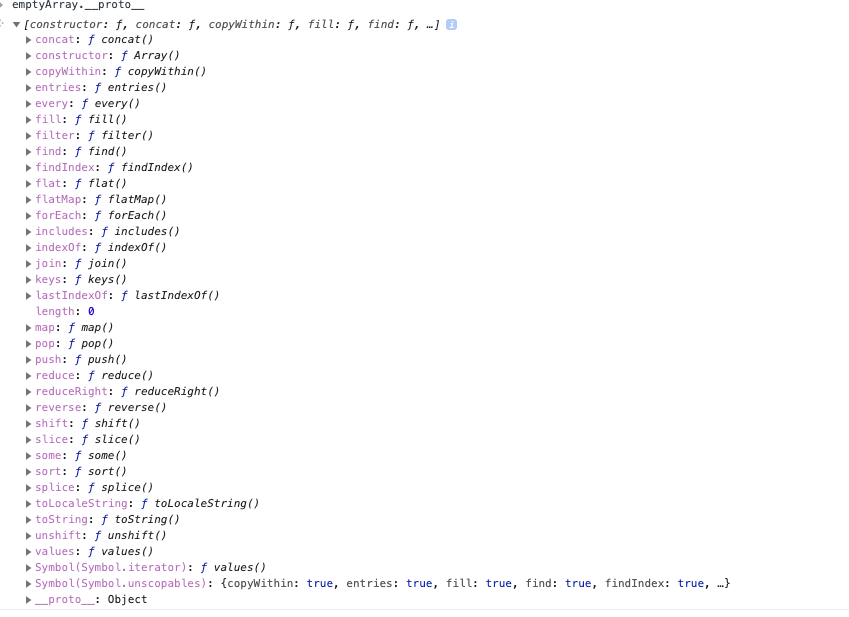 emptyArray.__proto__
[constructor: ƒ, concat: ƒ, copyWithin: ƒ, fill: ƒ, find: ƒ, …] i
concat: ƒ concat()
constructor: ƒ Array()
copyWithin: ƒ copyWithin()
entries: ƒ entries()
every: ƒ every()
fill: ƒ fill()
filter: ƒ filter()
find: ƒ find()
findIndex: ƒ findIndex()
flat: ƒ flat()
flatMap: ƒ flatMap()
forEach: ƒ forEach()
includes: ƒ includes()
indexOf: ƒ indexOf()
join: ƒ join()
keys: ƒ keys()
lastIndexOf: ƒ lastIndexOf()
length: 0
map: ƒ map()
pop: ƒ pop()
push: ƒ push()
reduce: ƒ reduce()
reduceRight: ƒ reduceRight()
reverse: ƒ reverse()
shift: ƒ shift()
slice: ƒ slice()
some: ƒ some()
sort: ƒ sort()
splice: ƒ splice()
toLocaleString: ƒ toLocaleString()
toString: ƒ toString()
unshift: ƒ unshift()
values: ƒ values()
Symbol(Symbol.iterator): ƒ values()
Symbol(Symbol.unscopables): {copyWithin: true, entries: true, fill: true, find: true, findIndex: true, …}
__proto__: Object